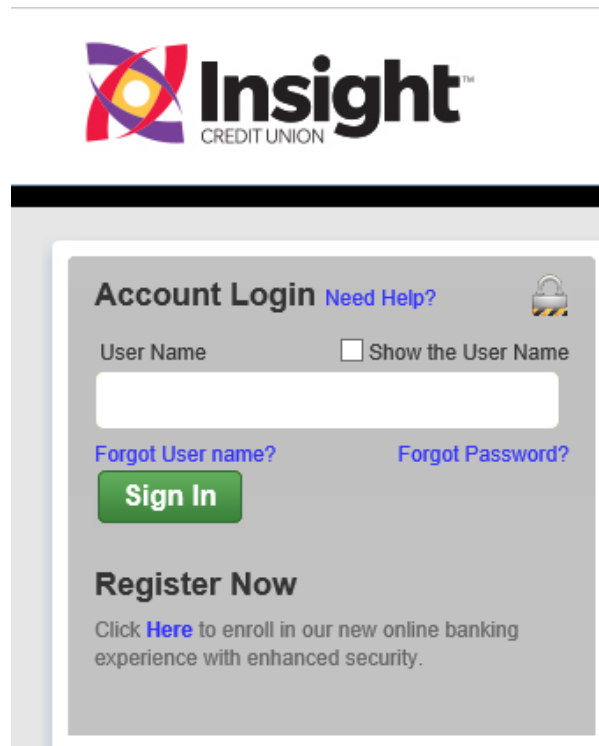 Insight™
CREDIT UNION
Account Login Need Help?
User Name Show the User Name
Forgot User name? Forgot Password?
Sign In
Register Now
Click Here to enroll in our new online banking
experience with enhanced security.